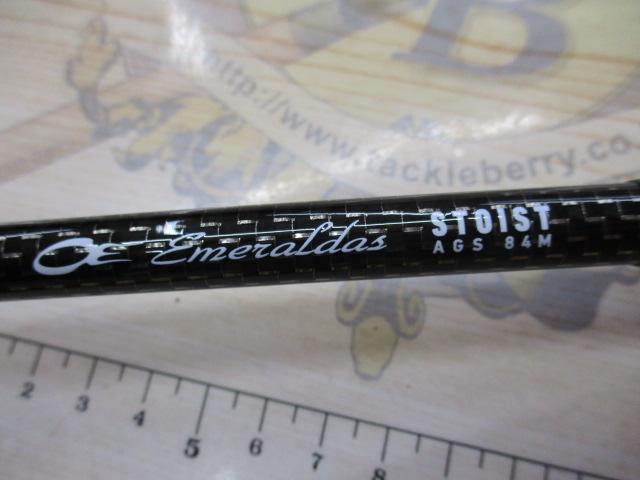 B
http://www.tackleberry.co
Emeraldas STOIST
AGS 84M
2 3 4 5 6 7 8